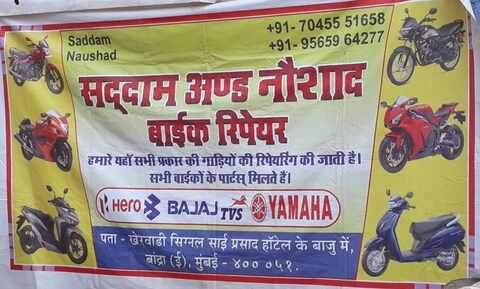 Saddam
Naushad
+91- 70455 51658
+91- 95659 64277
सद्दाम अण्ड नौशाद
बाईक रिपेयर
हमारे यहाँ सभी प्रकार की गाड़ियों की रिपेयरिंग की जाती है।
सभी बाईकों के पार्टस् मिलते हैं।
Hero BAJAJ TVS YAMAHA
पता - खेरवाडी सिग्नल साई प्रसाद हॉटेल के बाजु में,
बांद्रा (ई), मुंबई - ४०० ०५१.